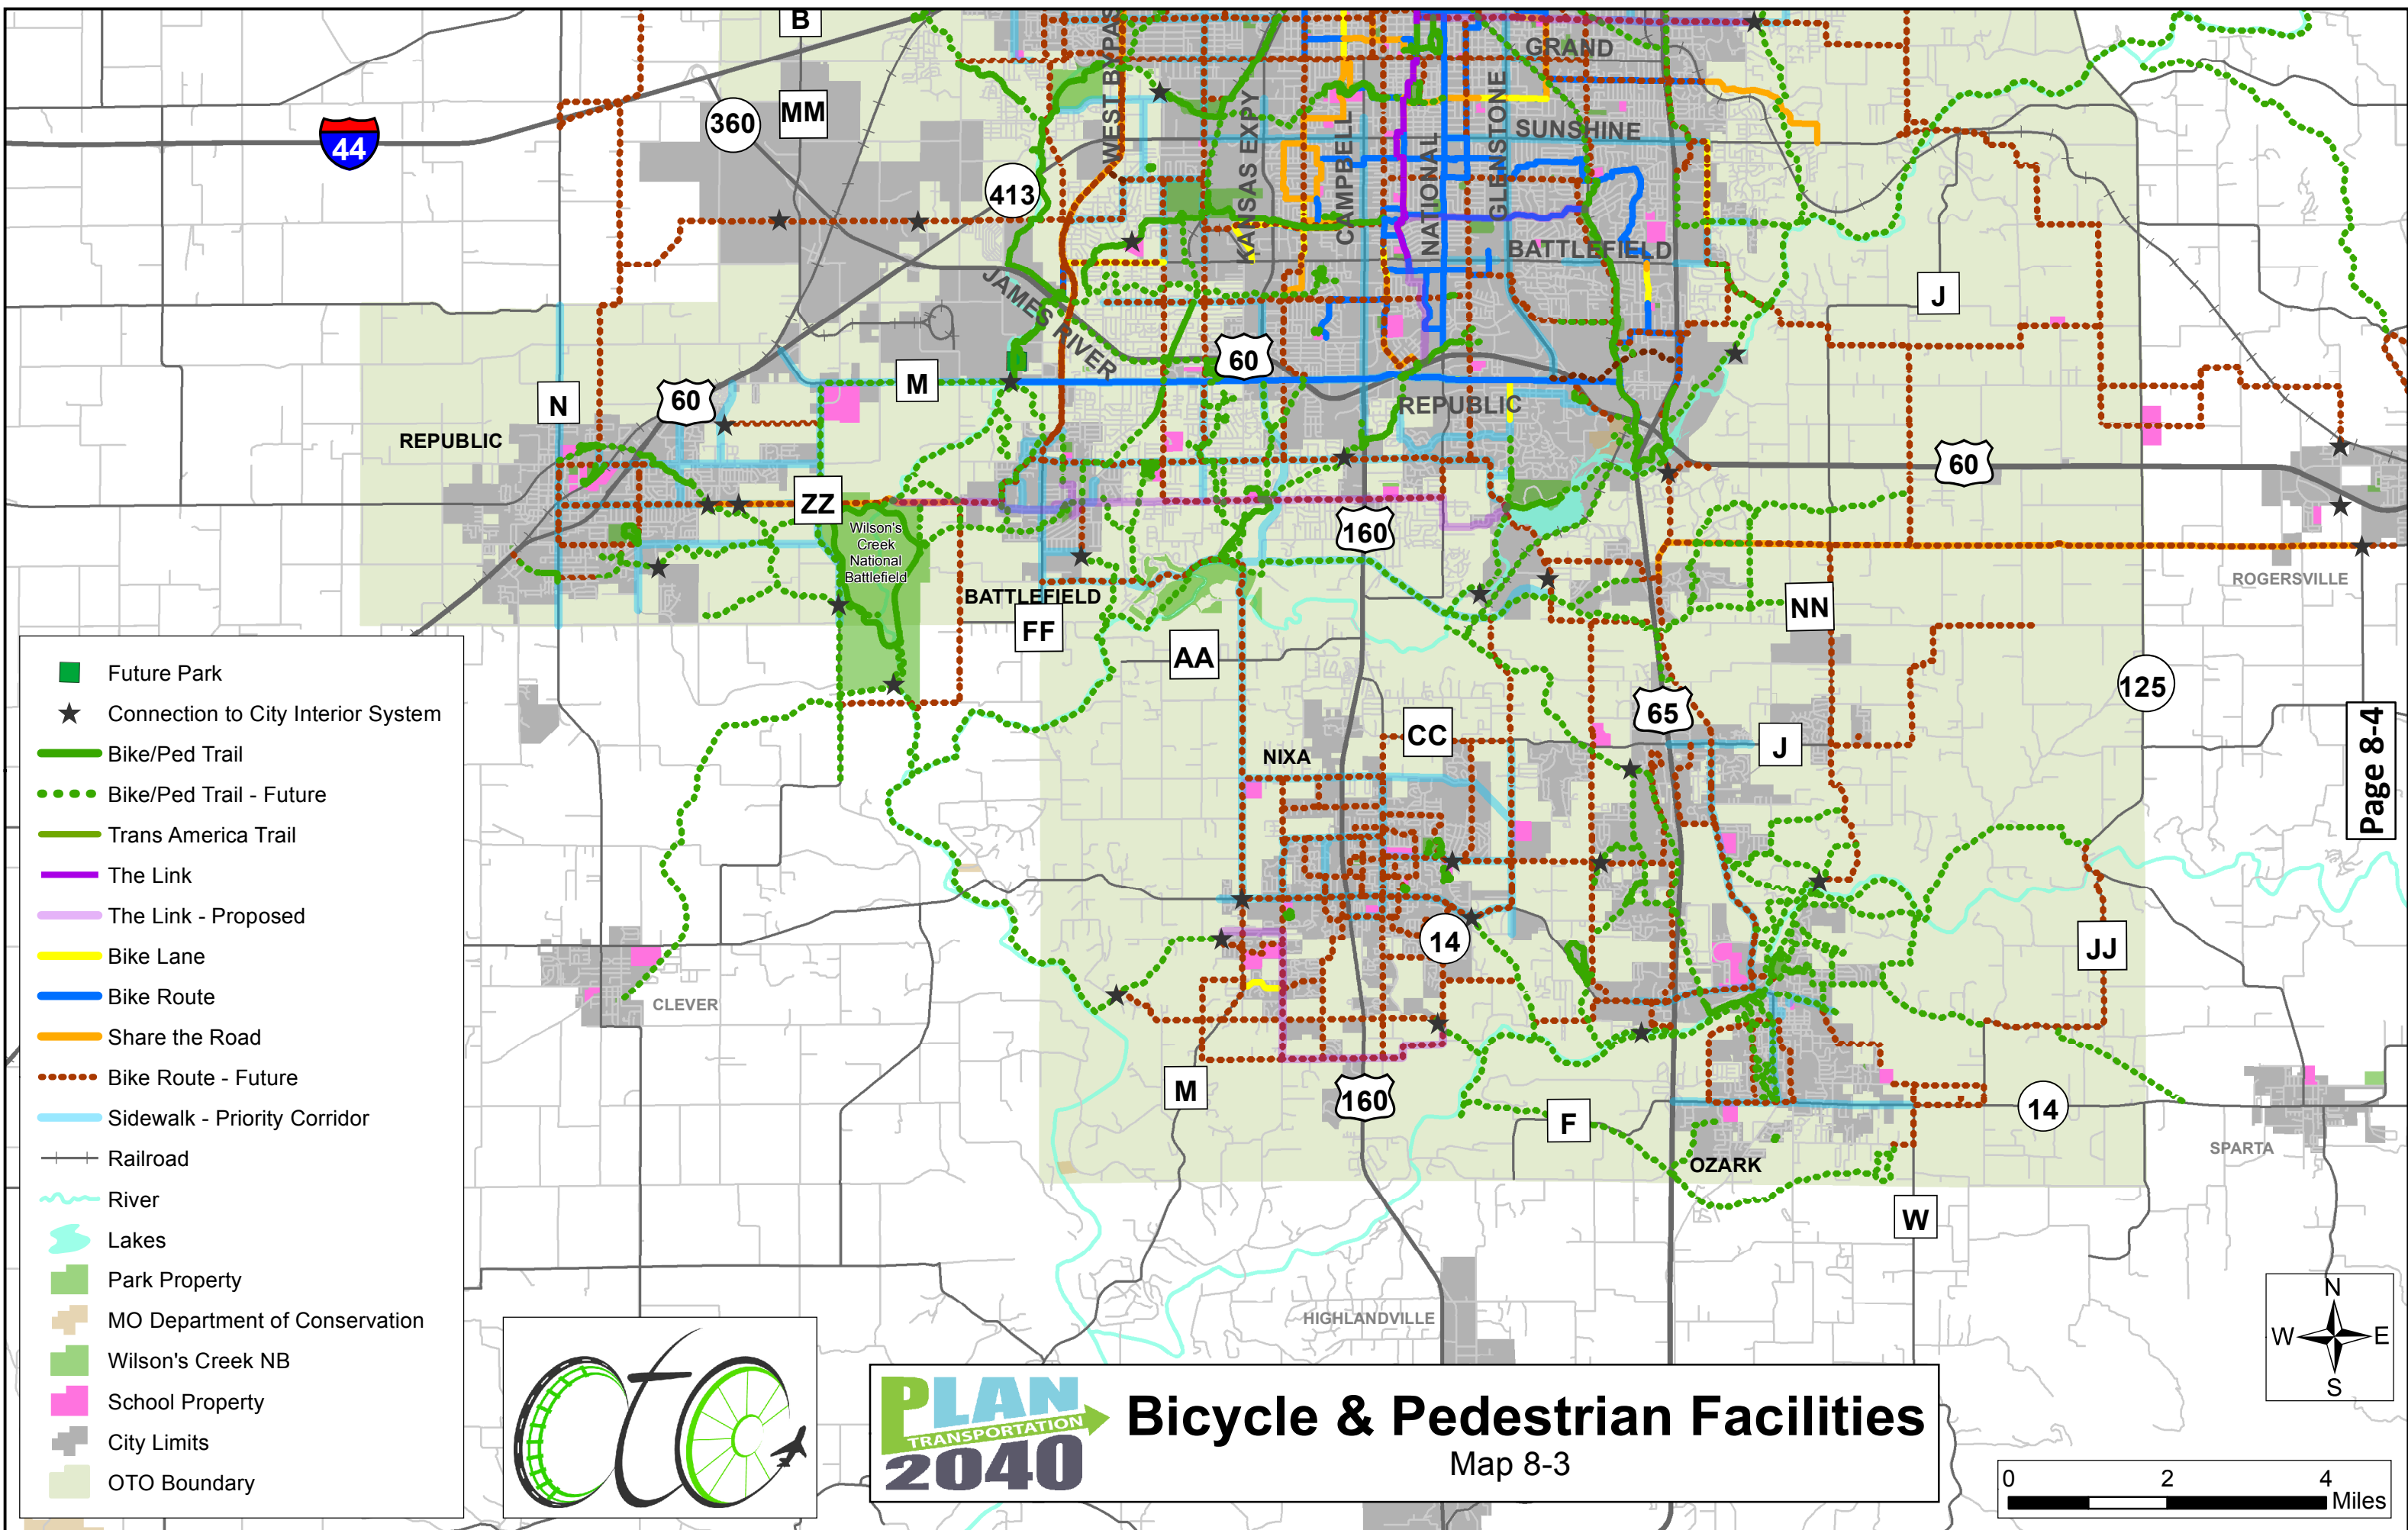 B
WEST BYPAS
GRAND
MM
360
44
KANSAS EXPY
CAMPBELL
NATIONAL
GLENSTONE
SUNSHINE
413
BATTLEFIELD
J
JAMES RIVER
60
M
N
60
REPUBLIC
REPUBLIC
60
ZZ
Wilson's
Creek
National
Battlefield
160
ROGERSVILLE
BATTLEFIELD
NN
FF
AA
125
65
CC
J
NIXA
Page 8-4
14
JJ
CLEVER
M
160
F
14
SPARTA
OZARK
W
HIGHLANDVILLE
Future Park
Connection to City Interior System
Bike/Ped Trail
Bike/Ped Trail - Future
Trans America Trail
The Link
The Link - Proposed
Bike Lane
Bike Route
Share the Road
Bike Route - Future
Sidewalk - Priority Corridor
Railroad
River
Lakes
Park Property
MO Department of Conservation
Wilson's Creek NB
School Property
City Limits
OTO Boundary
oto
PLAN
TRANSPORTATION
2040
Bicycle & Pedestrian Facilities
Map 8-3
N
W E
S
0 2 4
Miles